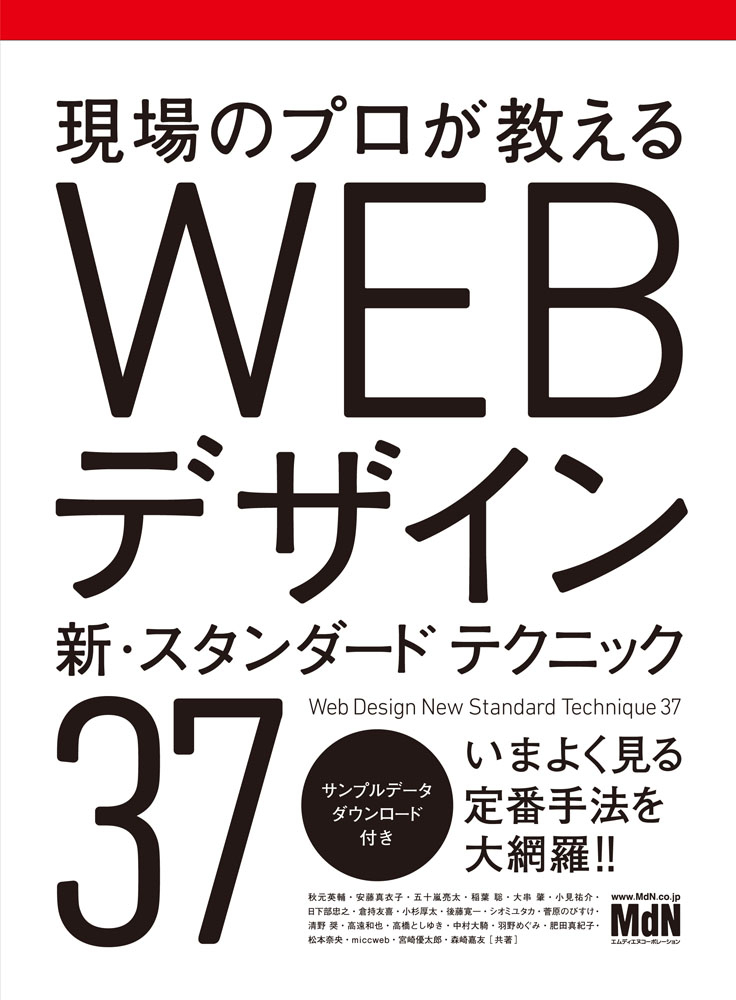 現場のプロが教える
WEB
デザイン
新・スタンダード テクニック
37
Web Design New Standard Technique 37
サンプルデータ
ダウンロード
付き
いまよく見る
定番手法を
大網羅!!
秋元英輔・安藤真衣子・五十嵐亮太・稲葉 聡・大串 肇・小見祐介・
日下部忠之・倉持友喜・小杉厚太・後藤寛一・シオミユタカ・菅原のびすけ・
清野 奨・高遠和也・高橋としゆき・中村大騎・羽野めぐみ・肥田真紀子・
松本奈央・miccweb・宮崎優太郎・森崎嘉友[共著]
www.MdN.co.jp
MdN
エムディエヌコーポレーション